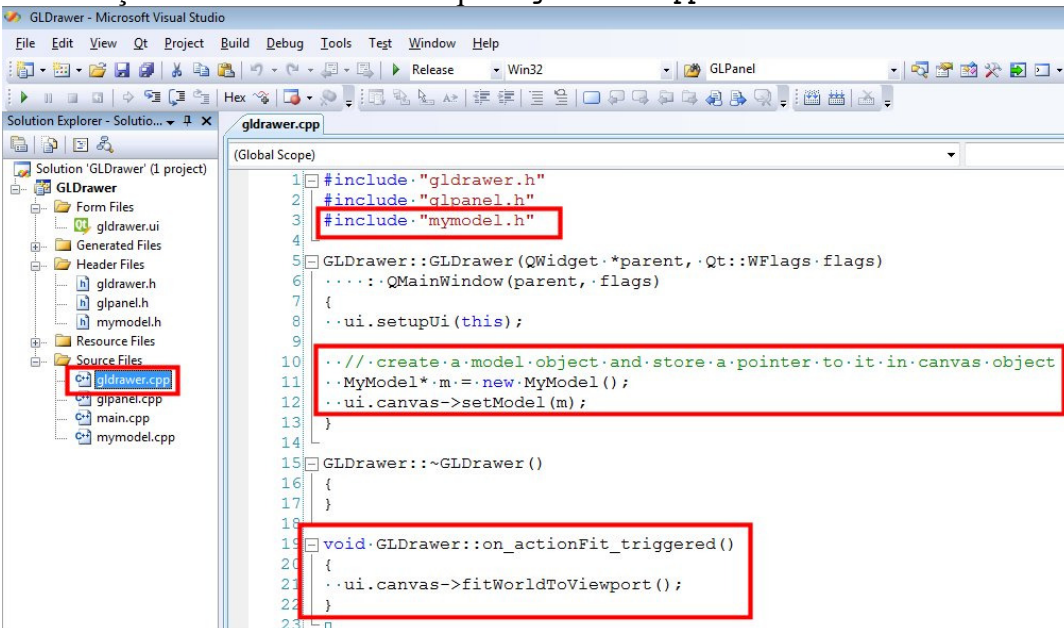 GLDrawer - Microsoft Visual Studio
File Edit View Qt Project Build Debug Tools Test Window Help
Release Win32 GLPanel
Hex
Solution Explorer - Solutio...
gldrawer.cpp
(Global Scope)
Solution 'GLDrawer' (1 project)
GLDrawer
Form Files
gldrawer.ui
Generated Files
Header Files
gldrawer.h
glpanel.h
mymodel.h
Resource Files
Source Files
gldrawer.cpp
glpanel.cpp
main.cpp
mymodel.cpp
1 #include·"gldrawer.h"
2 #include·"glpanel.h"
3 #include·"mymodel.h"
4
5 GLDrawer::GLDrawer(QWidget·*parent,·Qt::WFlags·flags)
6 ····:·QMainWindow(parent,·flags)
7 {
8 ··ui.setupUi(this);
9
10 ··//·create·a·model·object·and·store·a·pointer·to·it·in·canvas·object
11 ··MyModel*·m·=·new·MyModel();
12 ··ui.canvas->setModel(m);
13 }
14
15 GLDrawer::~GLDrawer()
16 {
17 }
18
19 void·GLDrawer::on_actionFit_triggered()
20 {
21 ··ui.canvas->fitWorldToViewport();
22 }
23